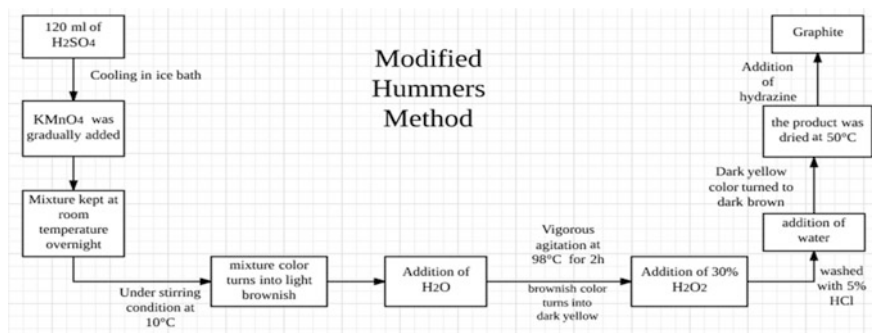 120 ml of
H2SO4
Cooling in ice bath
KMnO4 was
gradually added
Mixture kept at
room
temperature
overnight
Under stirring
condition at
10°C
mixture color
turns into light
brownish
Addition of
H2O
Vigorous
agitation at
98°C for 2h
brownish color
turns into
dark yellow
Addition of 30%
H2O2
washed
with 5%
HCl
addition of
water
Dark yellow
color turned to
dark brown
the product was
dried at 50°C
Addition
of
hydrazine
Graphite
Modified
Hummers
Method